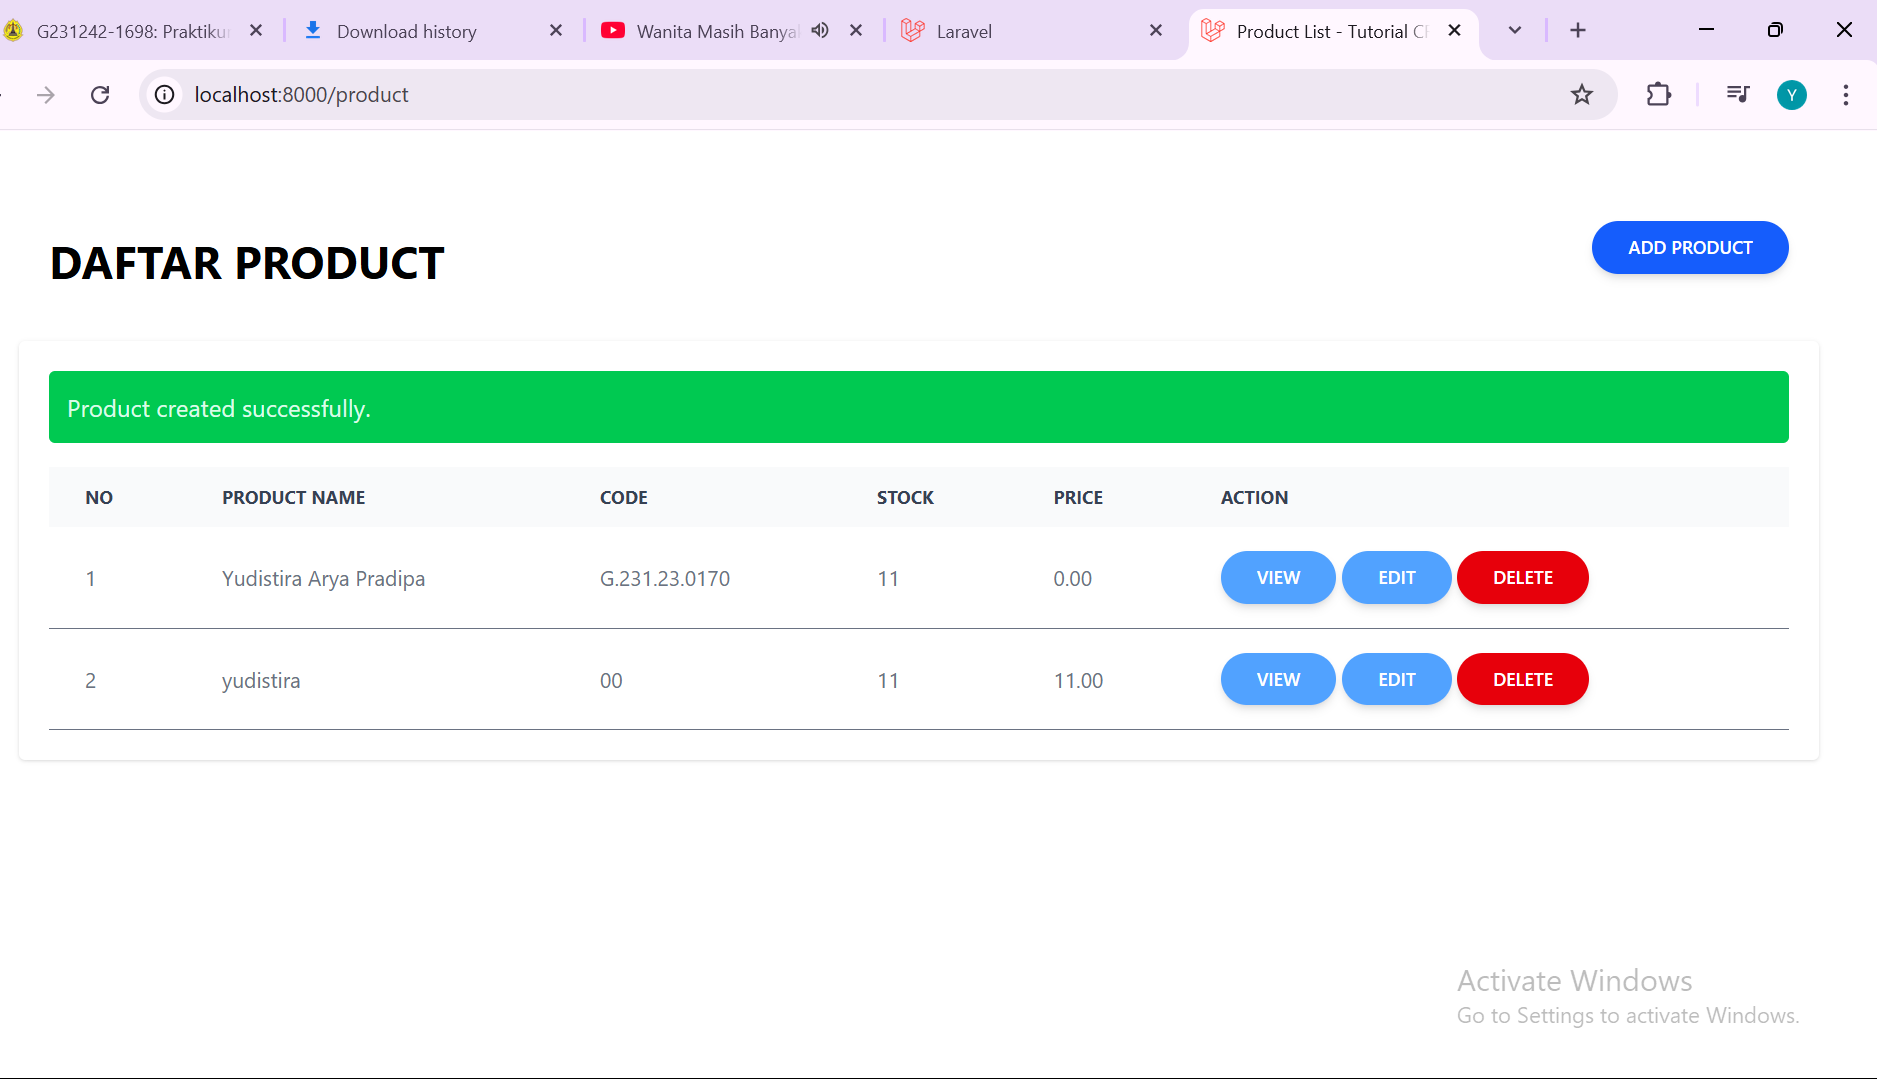 G231242-1698: Praktiku
Download history
Wanita Masih Banya
Laravel
Product List - Tutorial C
localhost:8000/product
Y
DAFTAR PRODUCT
ADD PRODUCT
Product created successfully.
NO PRODUCT NAME CODE STOCK PRICE ACTION
1 Yudistira Arya Pradipa G.231.23.0170 11 0.00 VIEW EDIT DELETE
2 yudistira 00 11 11.00 VIEW EDIT DELETE
Activate Windows
Go to Settings to activate Windows.